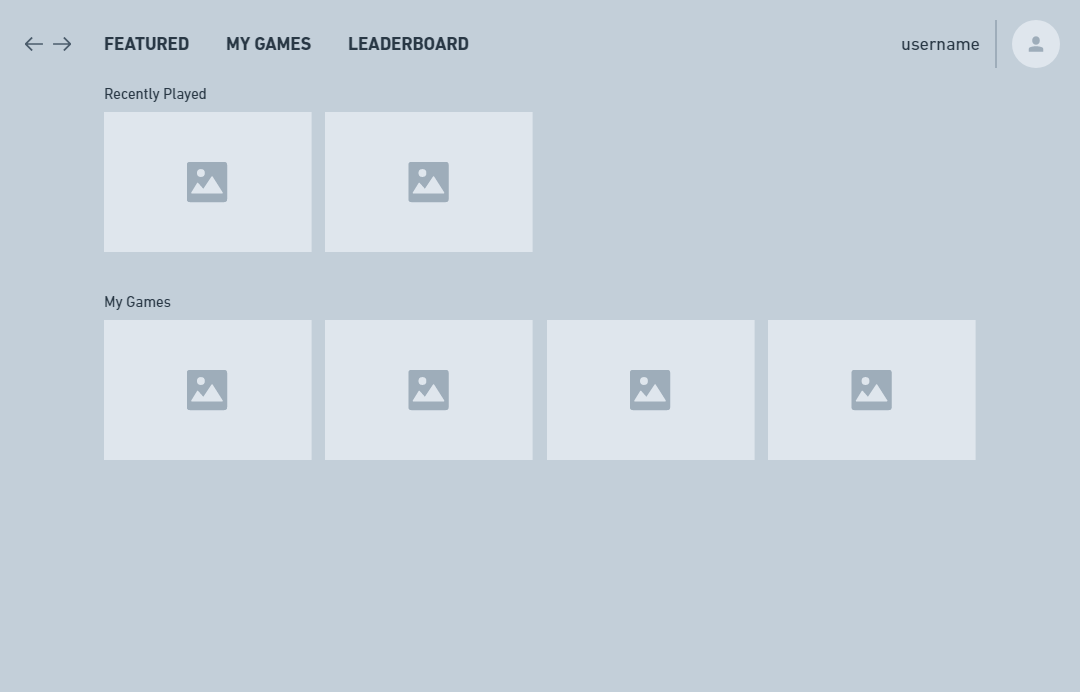 FEATURED MY GAMES LEADERBOARD username
Recently Played
My Games